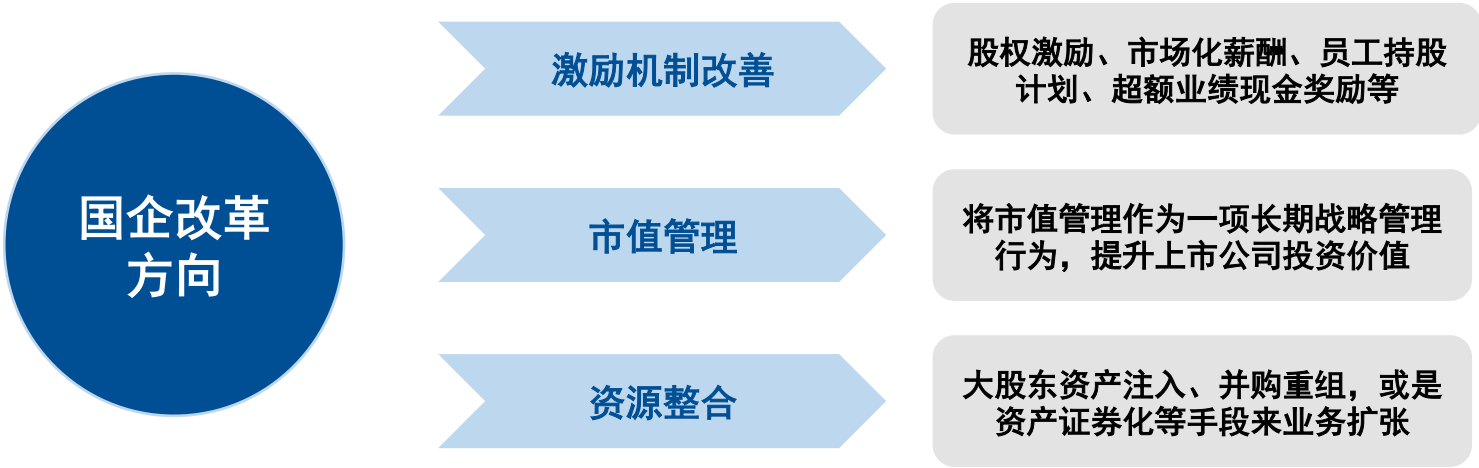 国企改革
方向
激励机制改善
股权激励、市场化薪酬、员工持股
计划、超额业绩现金奖励等
市值管理
将市值管理作为一项长期战略管理
行为，提升上市公司投资价值
资源整合
大股东资产注入、并购重组，或是
资产证券化等手段来业务扩张